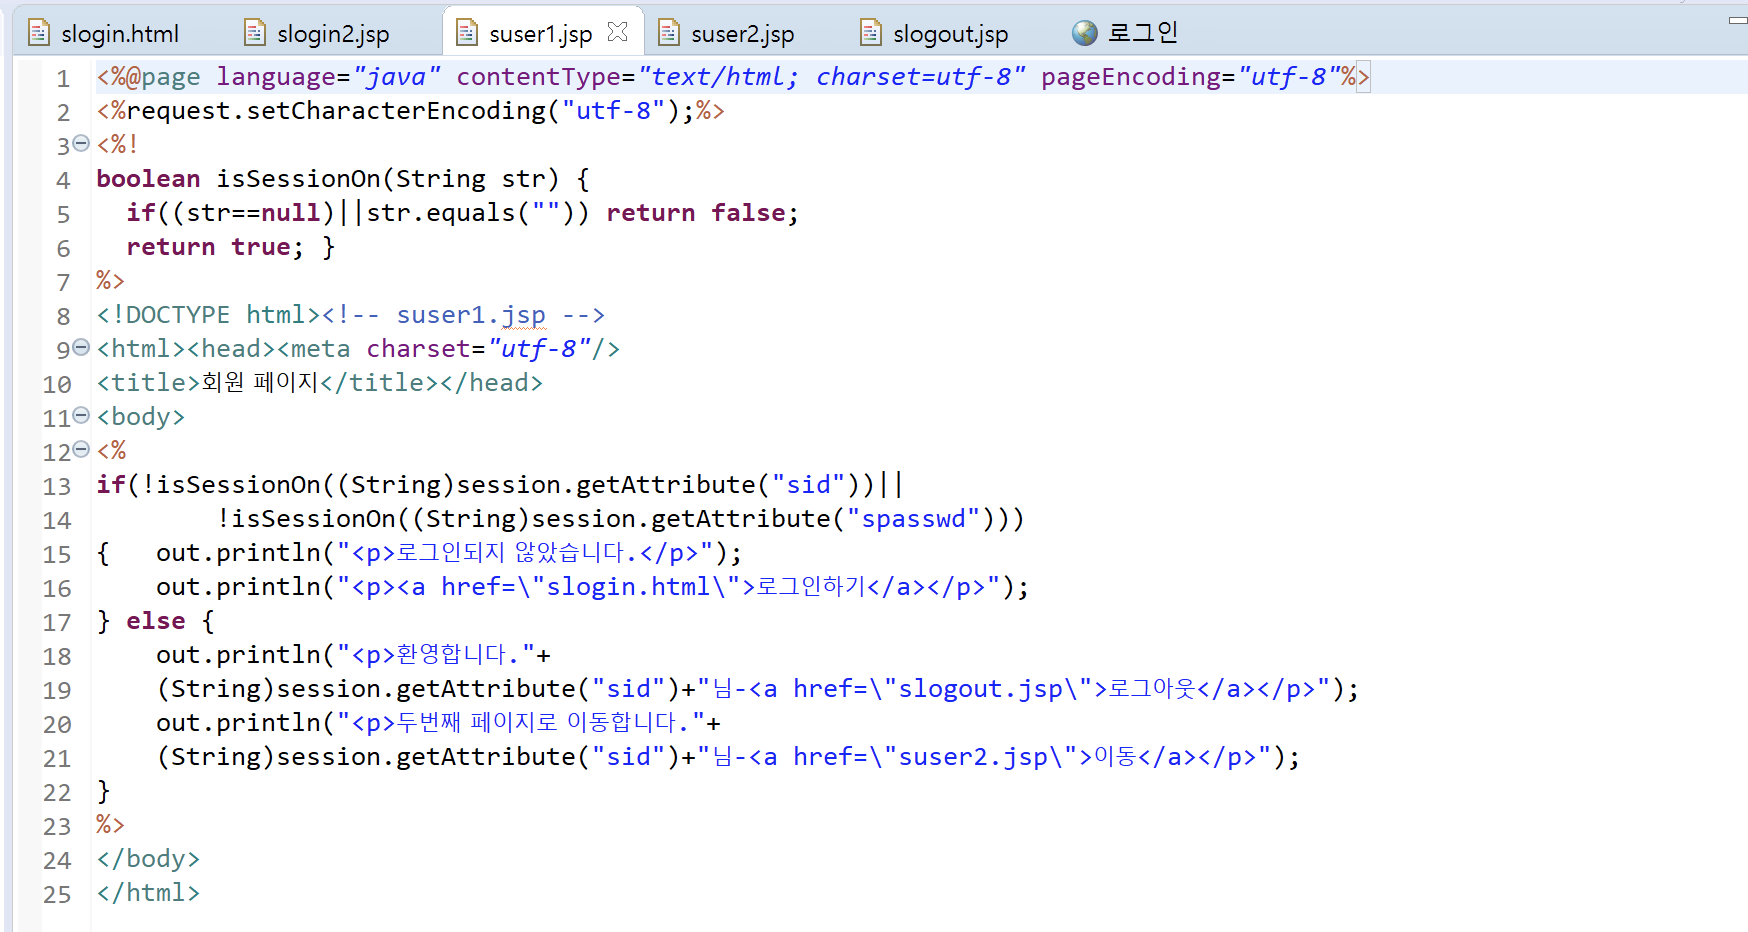 slogin.html slogin2.jsp suser1.jsp suser2.jsp slogout.jsp 로그인
1 <%@page language="java" contentType="text/html; charset=utf-8" pageEncoding="utf-8"%>
2 <%request.setCharacterEncoding("utf-8");%>
3 <%!
4 boolean isSessionOn(String str) {
5   if((str==null)||str.equals("")) return false;
6   return true; }
7 %>
8 <!DOCTYPE html><!-- suser1.jsp -->
9 <html><head><meta charset="utf-8"/>
10 <title>회원 페이지</title></head>
11 <body>
12 <%
13 if(!isSessionOn((String)session.getAttribute("sid"))||
14         !isSessionOn((String)session.getAttribute("spasswd")))
15 {   out.println("<p>로그인되지 않았습니다.</p>");
16     out.println("<p><a href=\"slogin.html\">로그인하기</a></p>");
17 } else {
18     out.println("<p>환영합니다."+
19     (String)session.getAttribute("sid")+"님-<a href=\"slogout.jsp\">로그아웃</a></p>");
20     out.println("<p>두번째 페이지로 이동합니다."+
21     (String)session.getAttribute("sid")+"님-<a href=\"suser2.jsp\">이동</a></p>");
22 }
23 %>
24 </body>
25 </html>